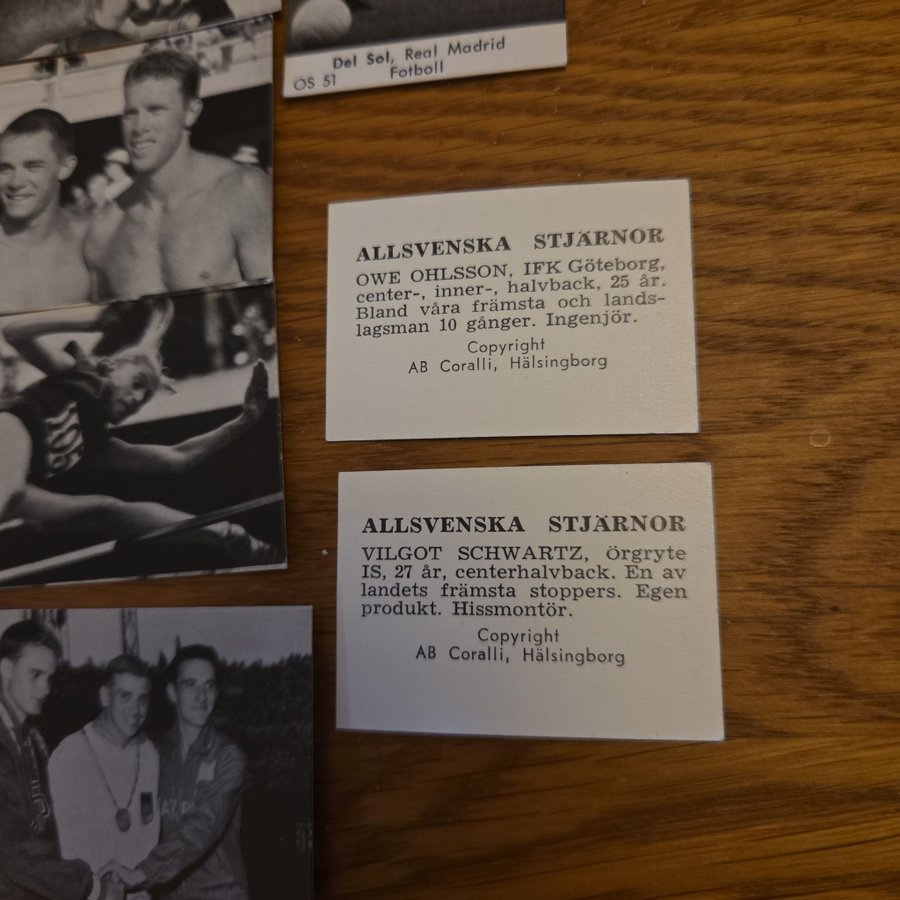 Del Sol, Real Madrid
OS 51 Fotboll
ALLSVENSKA STJÄRNOR
OWE OHLSSON, IFK Göteborg,
center-, inner-, halvback, 25 år.
Bland våra främsta och lands-
lagsman 10 gånger. Ingenjör.
Copyright
AB Coralli, Hälsingborg
ALLSVENSKA STJÄRNOR
VILGOT SCHWARTZ, örgryte
IS, 27 år, centerhalvback. En av
landets främsta stoppers. Egen
produkt. Hissmontör.
Copyright
AB Coralli, Hälsingborg